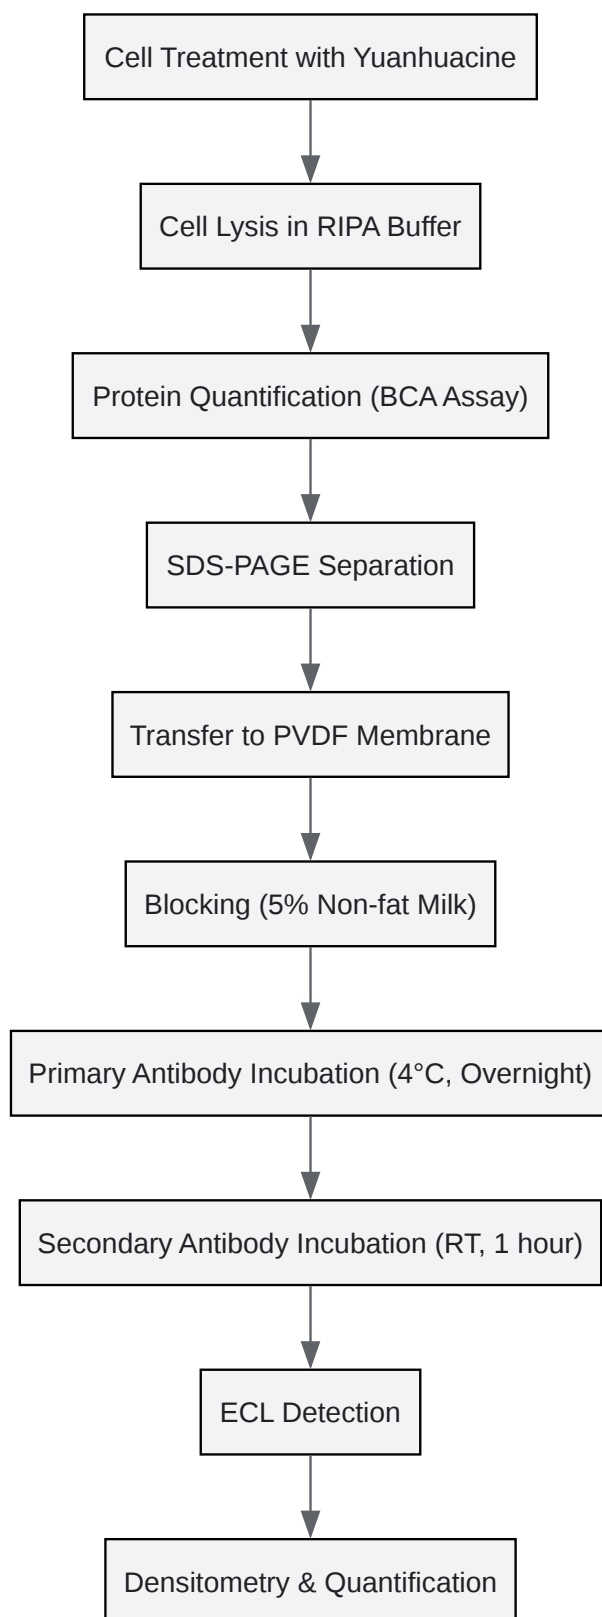 Cell Treatment with Yuanhuacine
Cell Lysis in RIPA Buffer
Protein Quantification (BCA Assay)
SDS-PAGE Separation
Transfer to PVDF Membrane
Blocking (5% Non-fat Milk)
Primary Antibody Incubation (4°C, Overnight)
Secondary Antibody Incubation (RT, 1 hour)
ECL Detection
Densitometry & Quantification